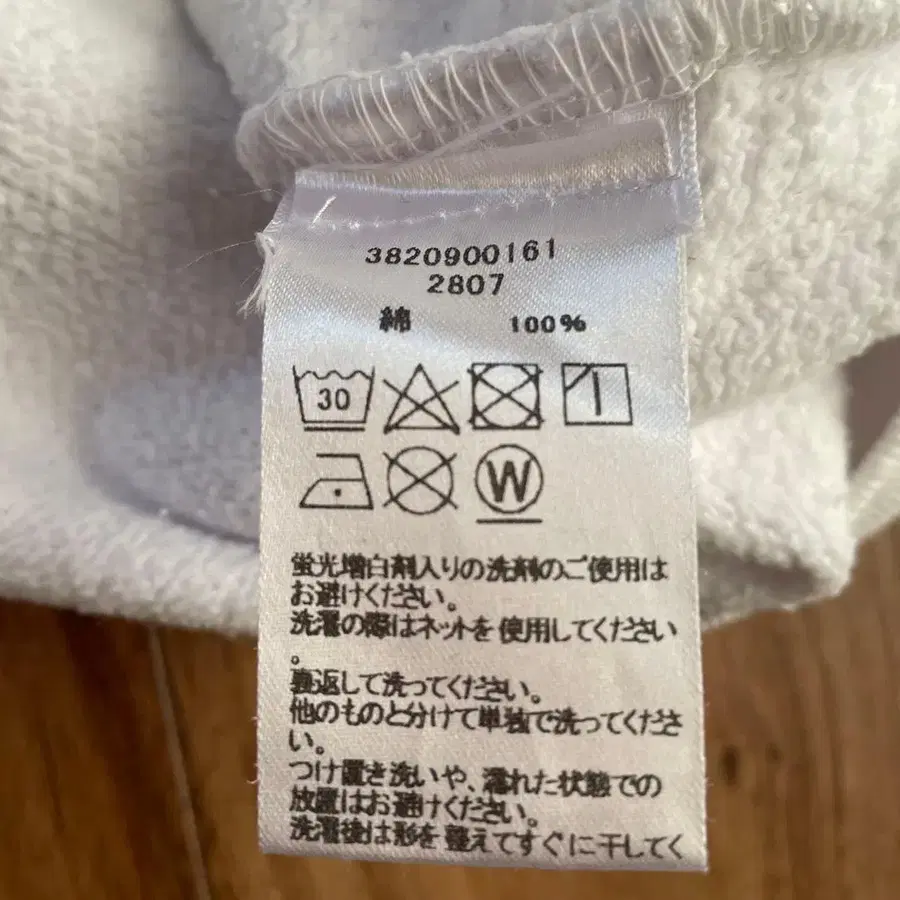 3820900161
2807
綿 100%
30
W
蛍光増白剤入りの洗剤のご使用は
お避けください。
洗濯の際はネットを使用してください
。
裏返して洗ってください。
他のものと分けて単独で洗ってくださ
い。
つけ置き洗いや、濡れた状態での
放置はお避けください。
洗濯後は形を整えてすぐに干してく